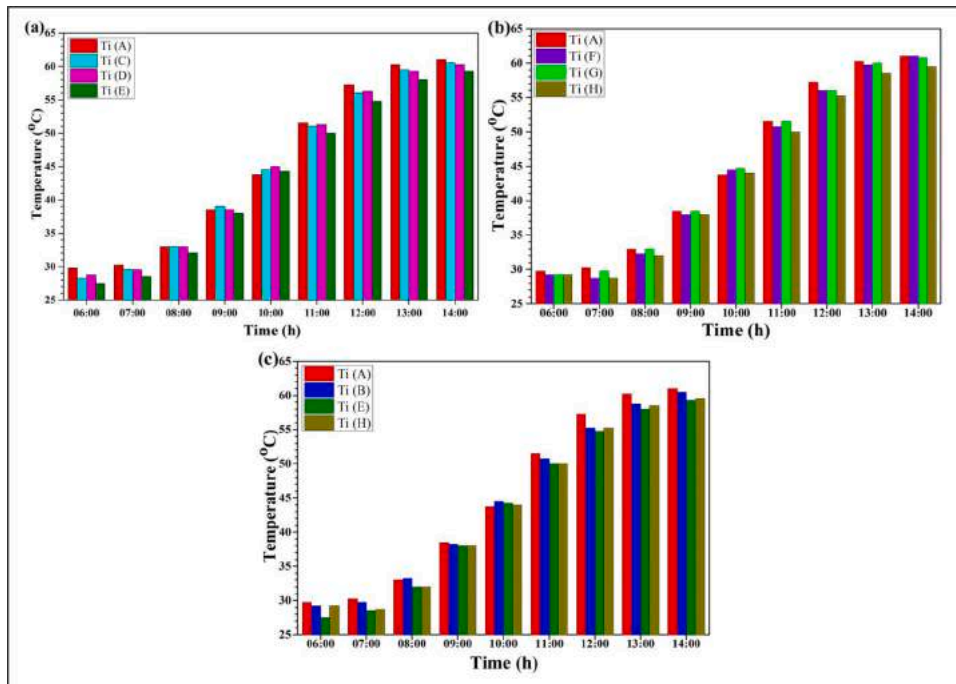 (a)
65
60
55
50
45
40
35
30
25
Temperature (°C)
Ti (A)
Ti (C)
Ti (D)
Ti (E)
06:00 07:00 08:00 09:00 10:00 11:00 12:00 13:00 14:00
Time (h)
(b)
65
60
55
50
45
40
35
30
25
Temperature (°C)
Ti (A)
Ti (F)
Ti (G)
Ti (H)
06:00 07:00 08:00 09:00 10:00 11:00 12:00 13:00 14:00
Time (h)
(c)
65
60
55
50
45
40
35
30
25
Temperature (°C)
Ti (A)
Ti (B)
Ti (E)
Ti (H)
06:00 07:00 08:00 09:00 10:00 11:00 12:00 13:00 14:00
Time (h)